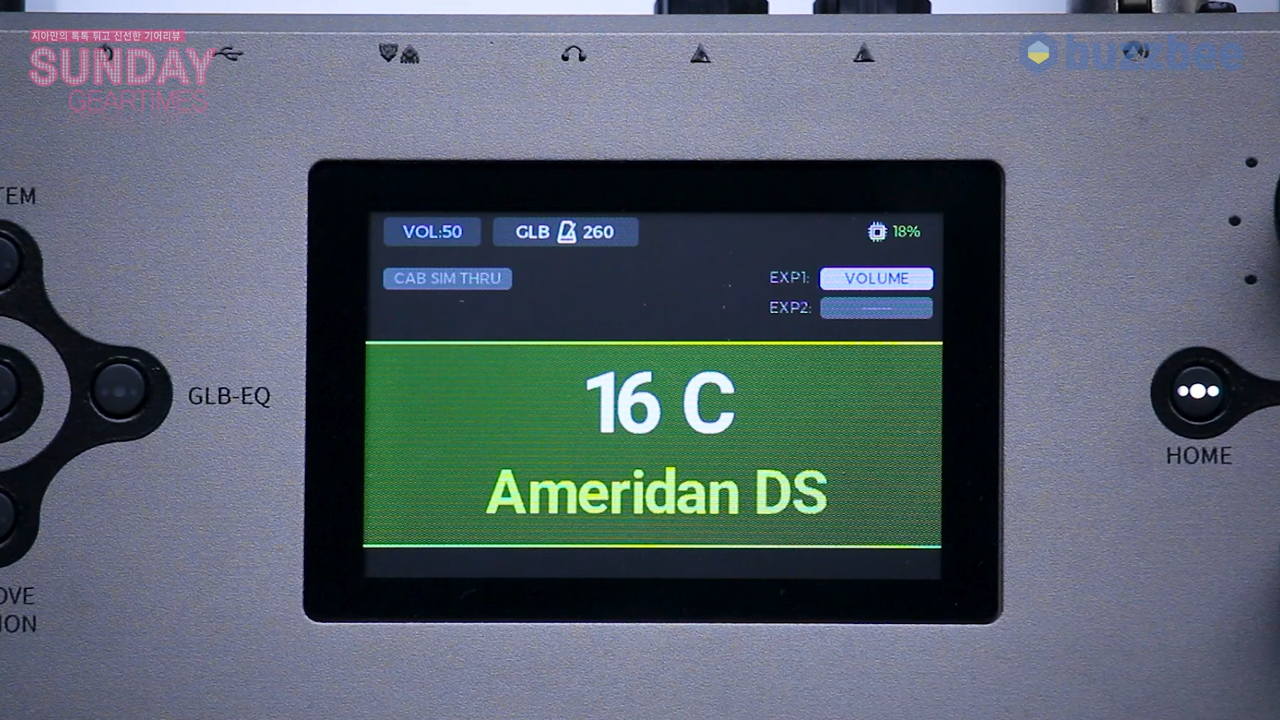 지아민의 톡톡 튀고 신선한 기어리뷰
SUNDAY
GEARTIMES
buzzbee
TEM
VOL:50
GLB 260
18%
CAB SIM THRU
EXP1: VOLUME
EXP2: ------
16 C
Ameridan DS
GLB-EQ
HOME
OVE
ION